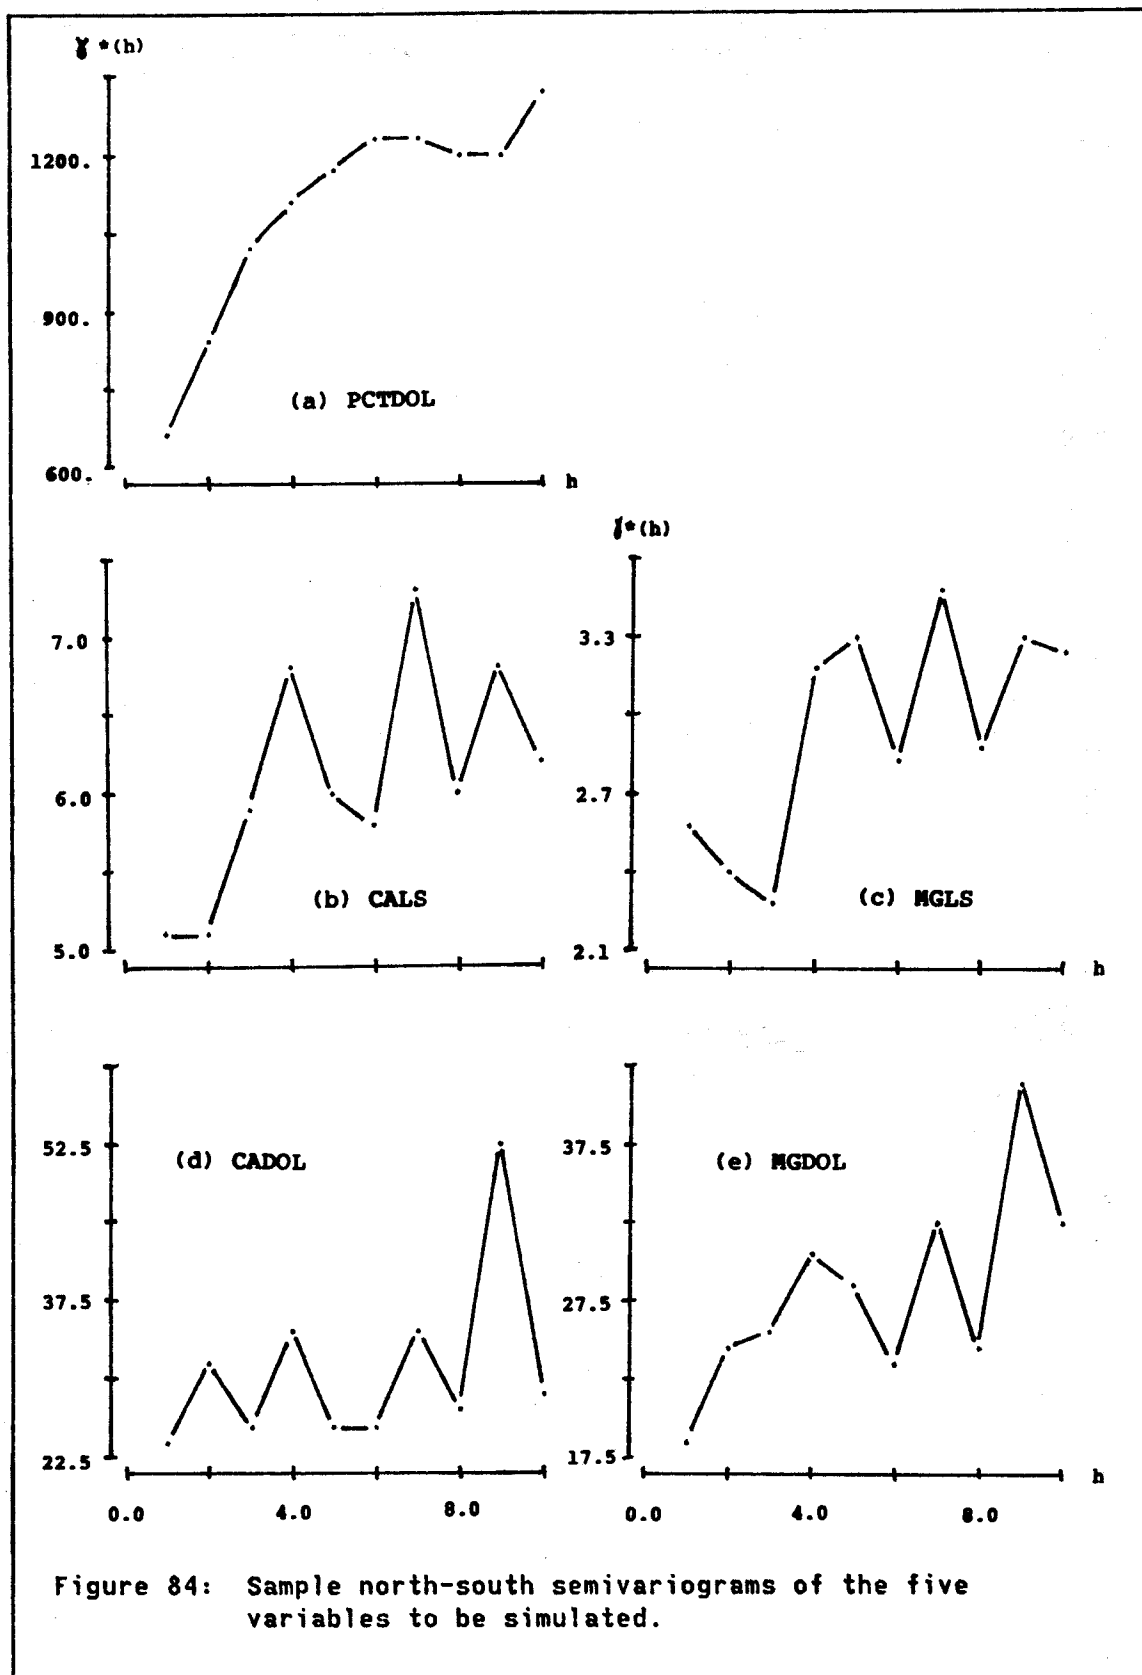 γ*(h)
1200.
900.
600.
(a) PCTDOL
h
γ*(h)
7.0
6.0
5.0
(b) CALS
3.3
2.7
2.1
(c) MGLS
h
52.5
37.5
22.5
(d) CADOL
0.0 4.0 8.0
37.5
27.5
17.5
(e) MGDOL
h
0.0 4.0 8.0
Figure 84: Sample north-south semivariograms of the five
variables to be simulated.